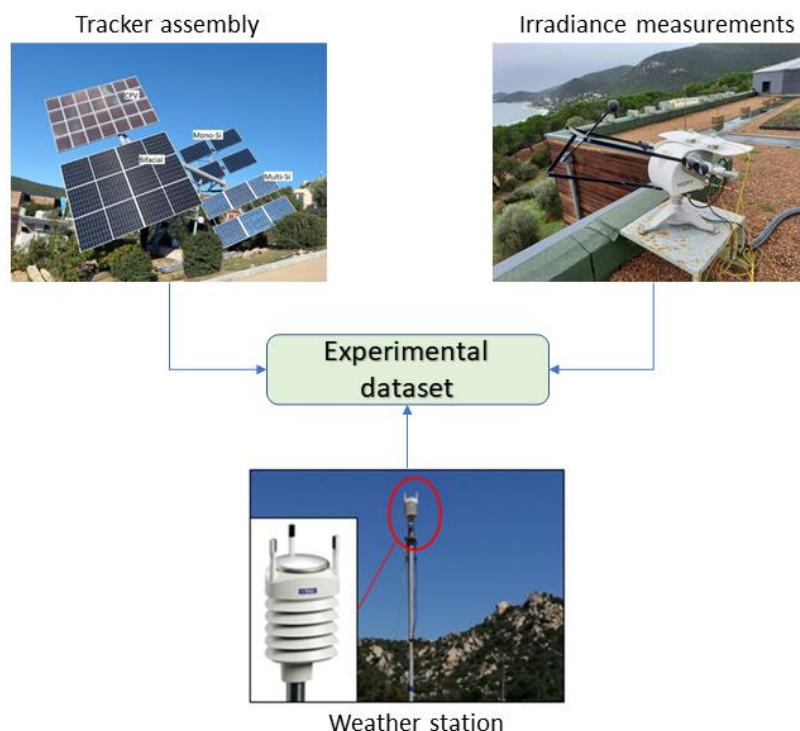 Tracker assembly
Irradiance measurements
CPV
Mono-Si
Bifacial
Multi-Si
Experimental
dataset
Weather station